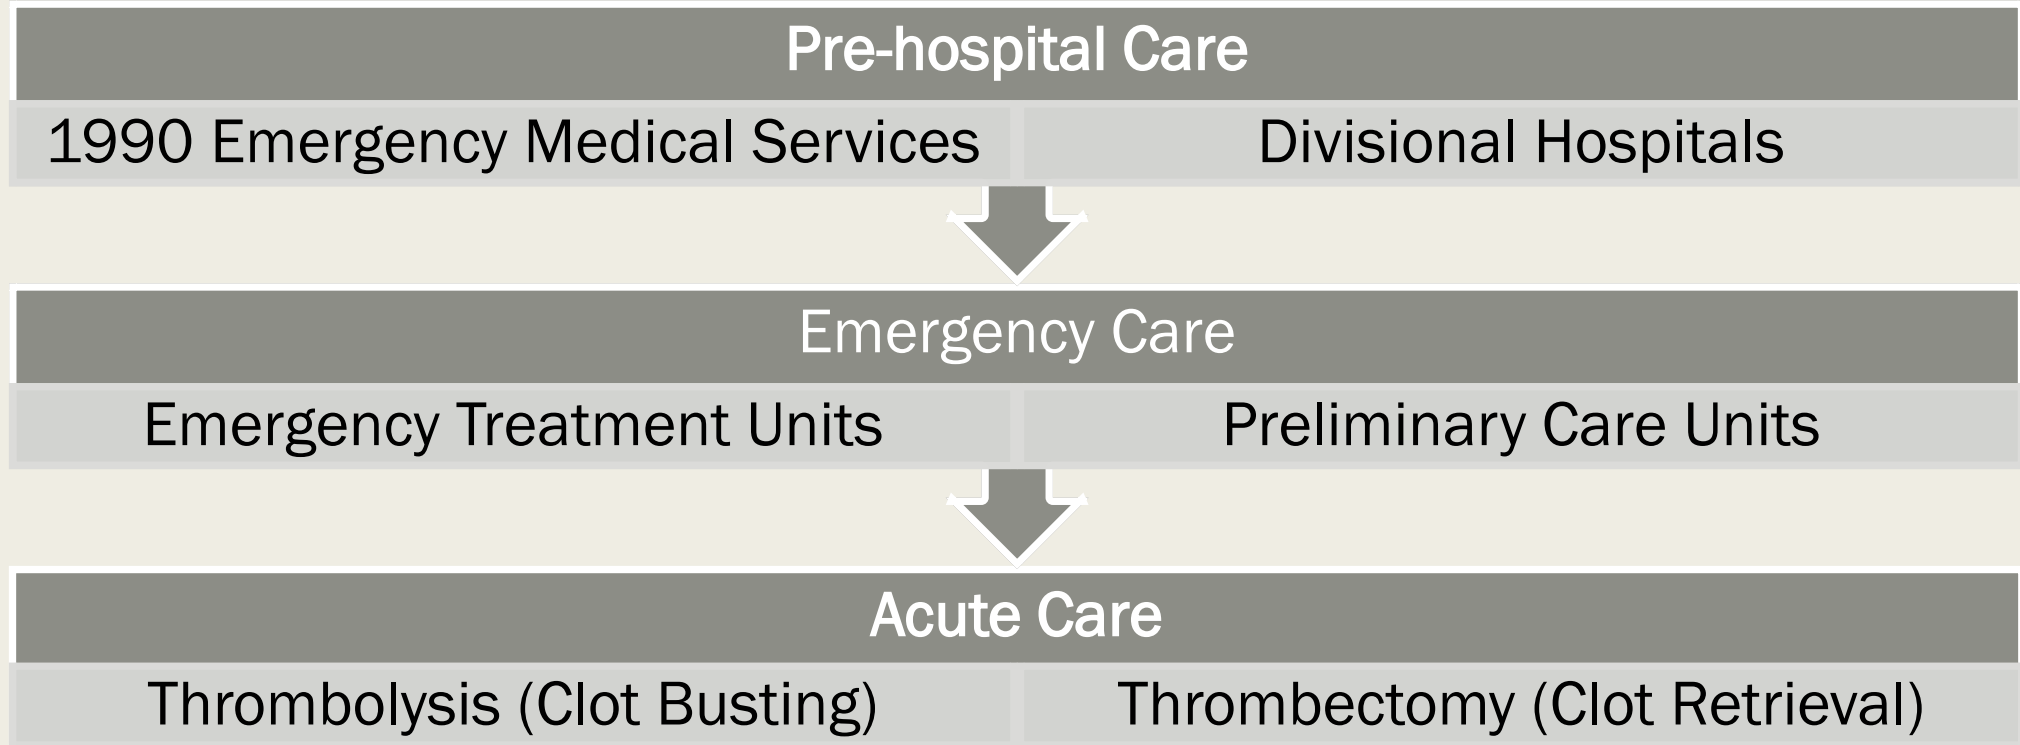 Pre-hospital Care
1990 Emergency Medical Services
Divisional Hospitals
Emergency Care
Emergency Treatment Units
Preliminary Care Units
Acute Care
Thrombolysis (Clot Busting)
Thrombectomy (Clot Retrieval)